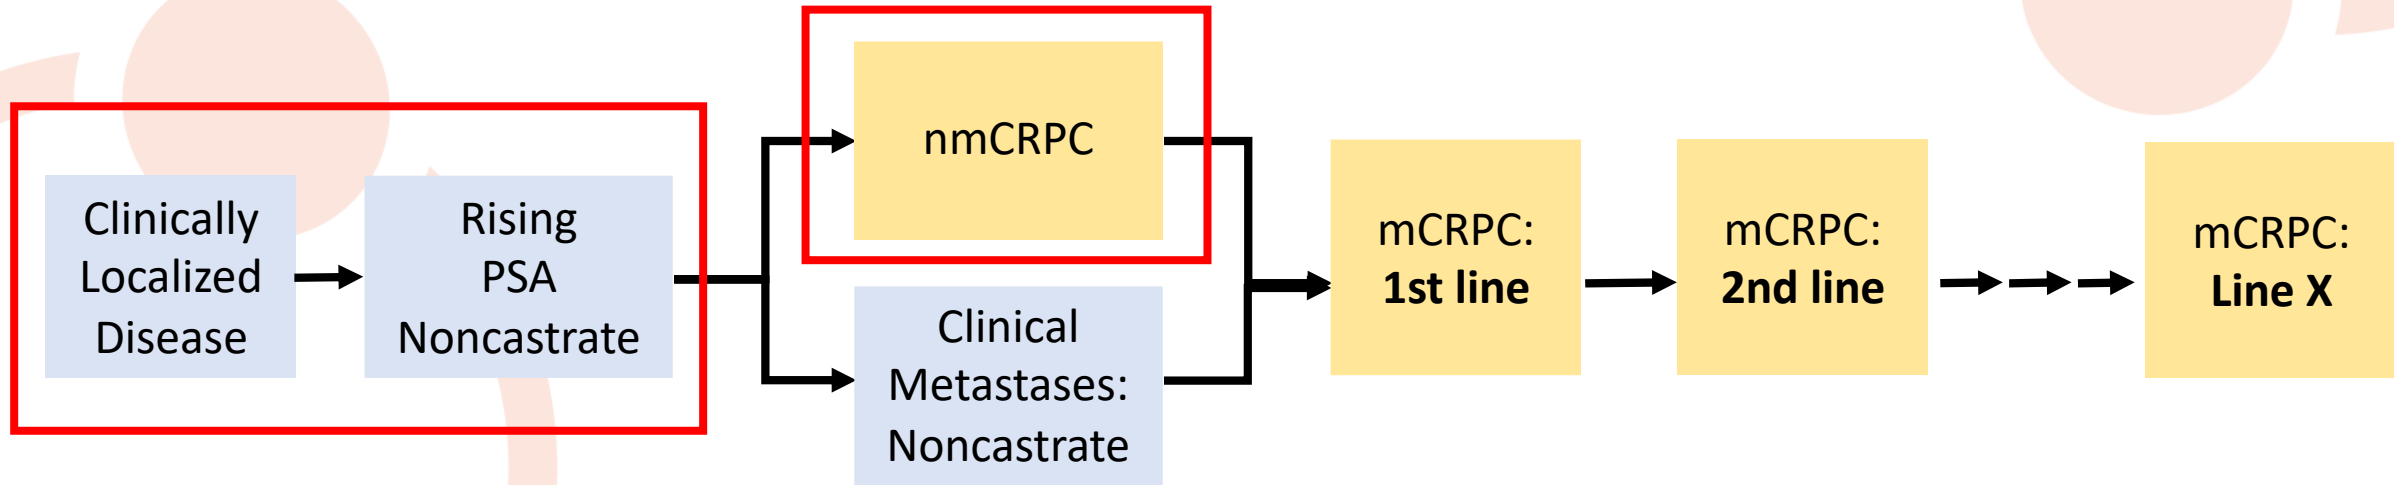 Clinically
Localized
Disease
Rising
PSA
Noncastrate
nmCRPC
Clinical
Metastases:
Noncastrate
mCRPC:
1st line
mCRPC:
2nd line
mCRPC:
Line X